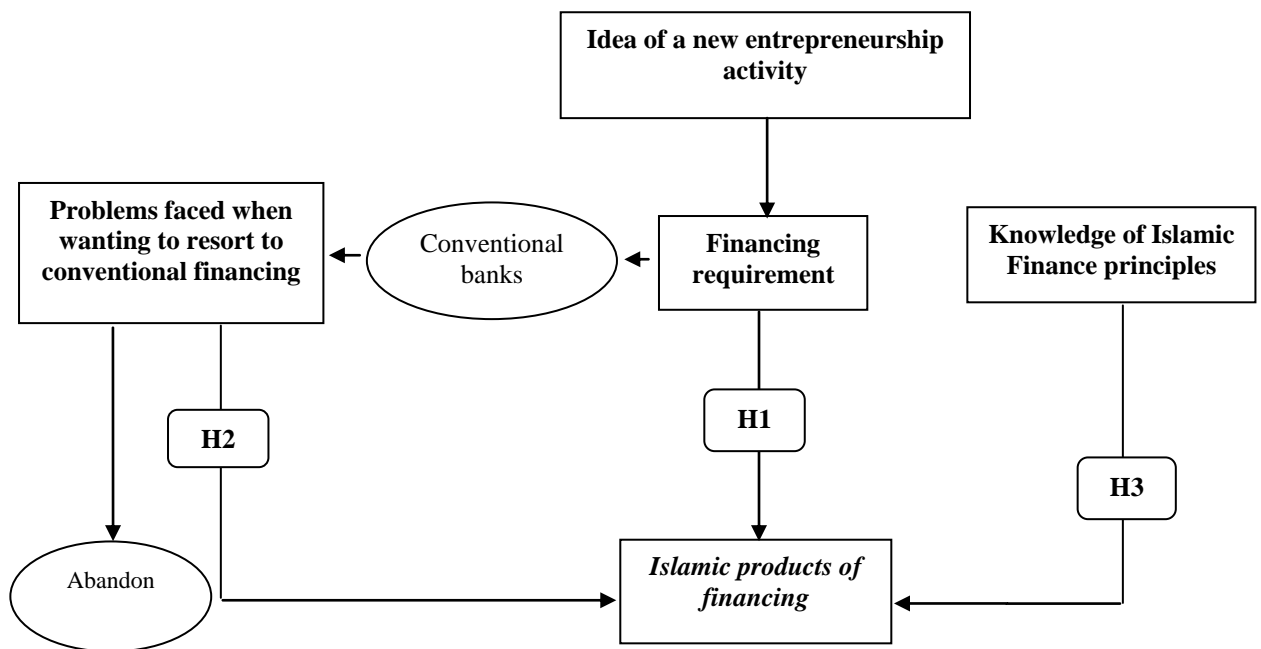 Idea of a new entrepreneurship
activity
Problems faced when
wanting to resort to
conventional financing
Conventional
banks
Financing
requirement
Knowledge of Islamic
Finance principles
H2
H1
H3
Abandon
Islamic products of
financing